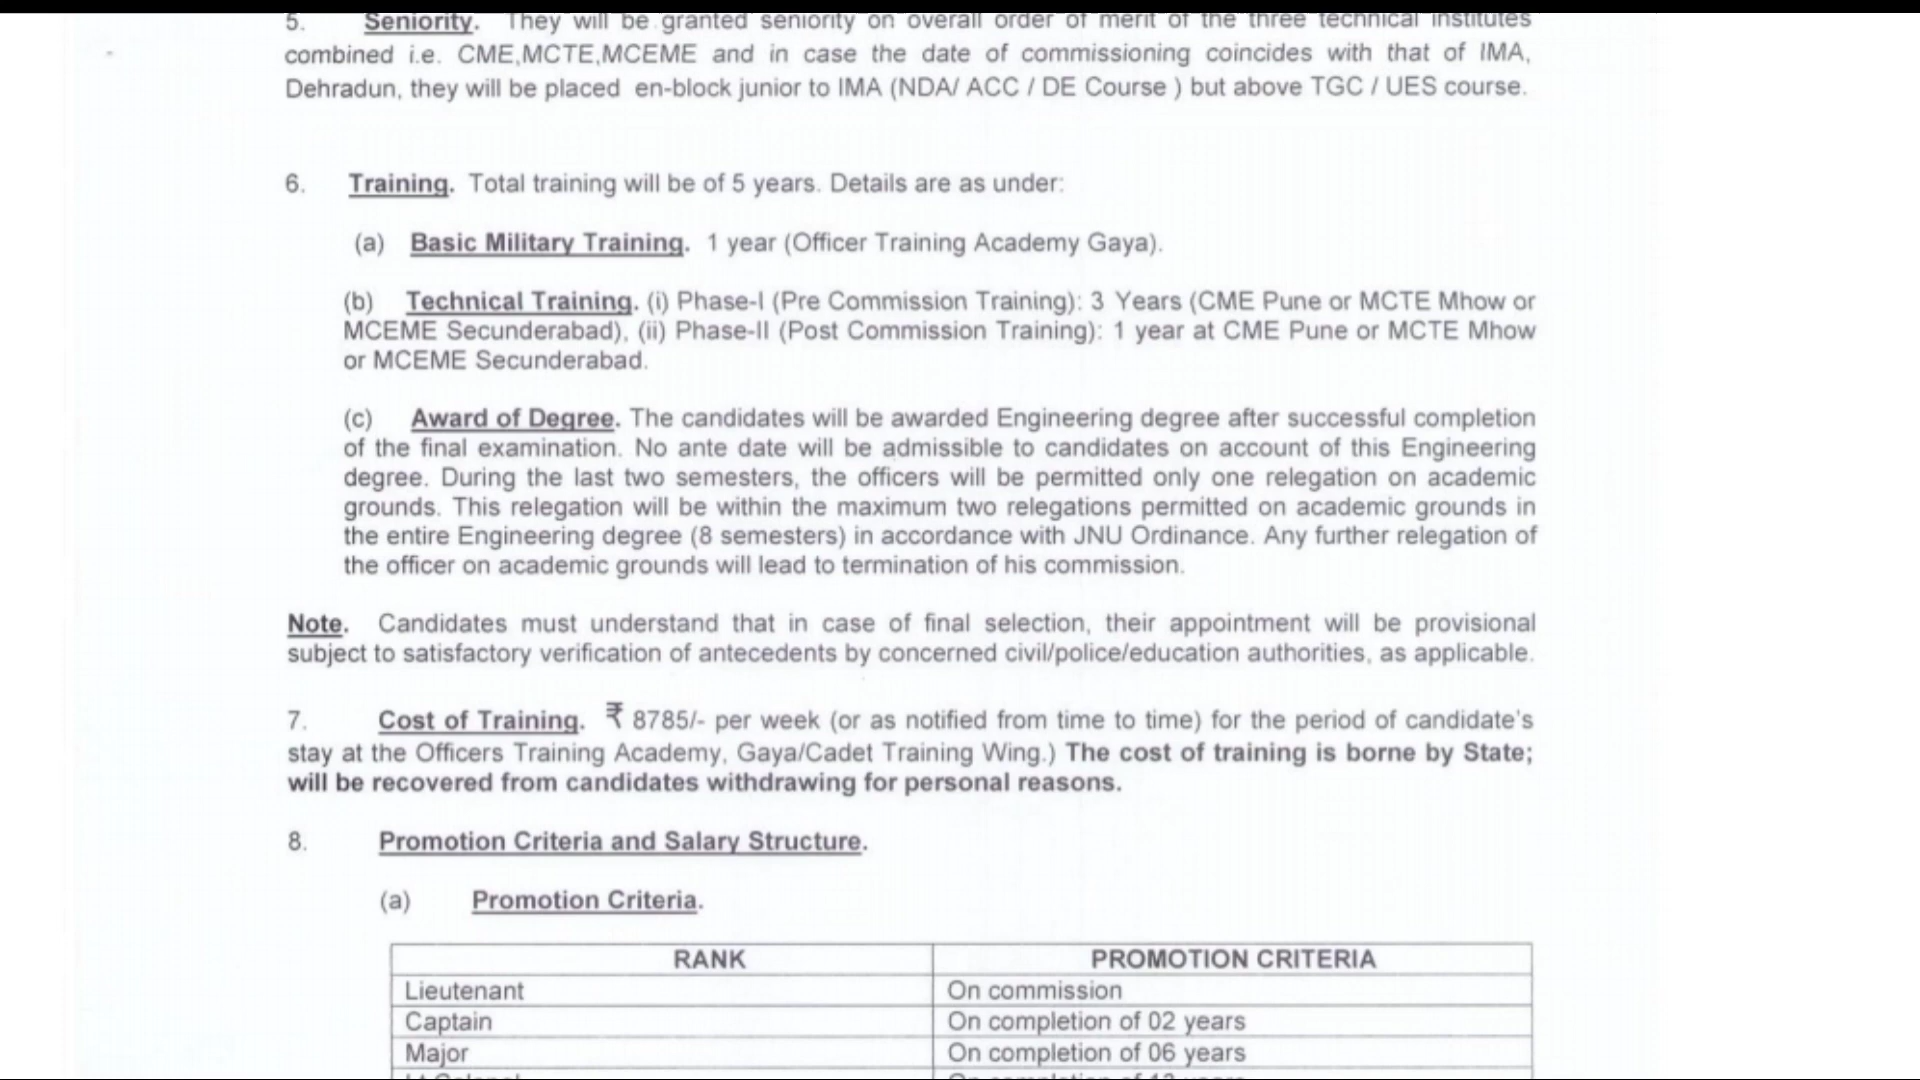 5. Seniority. They will be granted seniority on overall order of merit of the three technical institutes
combined i.e. CME,MCTE,MCEME and in case the date of commissioning coincides with that of IMA,
Dehradun, they will be placed en-block junior to IMA (NDA/ ACC / DE Course ) but above TGC / UES course.
6. Training. Total training will be of 5 years. Details are as under:
(a) Basic Military Training. 1 year (Officer Training Academy Gaya).
(b) Technical Training. (i) Phase-I (Pre Commission Training): 3 Years (CME Pune or MCTE Mhow or
MCEME Secunderabad), (ii) Phase-II (Post Commission Training): 1 year at CME Pune or MCTE Mhow
or MCEME Secunderabad.
(c) Award of Degree. The candidates will be awarded Engineering degree after successful completion
of the final examination. No ante date will be admissible to candidates on account of this Engineering
degree. During the last two semesters, the officers will be permitted only one relegation on academic
grounds. This relegation will be within the maximum two relegations permitted on academic grounds in
the entire Engineering degree (8 semesters) in accordance with JNU Ordinance. Any further relegation of
the officer on academic grounds will lead to termination of his commission.
Note. Candidates must understand that in case of final selection, their appointment will be provisional
subject to satisfactory verification of antecedents by concerned civil/police/education authorities, as applicable.
7. Cost of Training. ₹ 8785/- per week (or as notified from time to time) for the period of candidate's
stay at the Officers Training Academy, Gaya/Cadet Training Wing.) The cost of training is borne by State;
will be recovered from candidates withdrawing for personal reasons.
8. Promotion Criteria and Salary Structure.
(a) Promotion Criteria.
RANK PROMOTION CRITERIA
Lieutenant On commission
Captain On completion of 02 years
Major On completion of 06 years